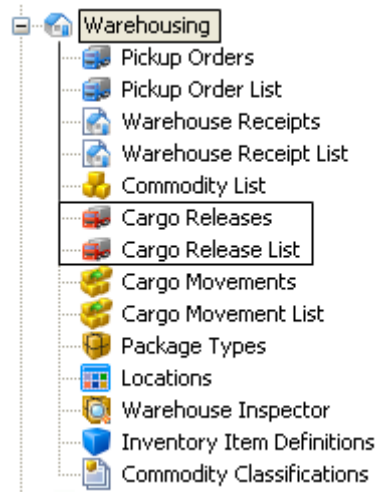 Warehousing
Pickup Orders
Pickup Order List
Warehouse Receipts
Warehouse Receipt List
Commodity List
Cargo Releases
Cargo Release List
Cargo Movements
Cargo Movement List
Package Types
Locations
Warehouse Inspector
Inventory Item Definitions
Commodity Classifications